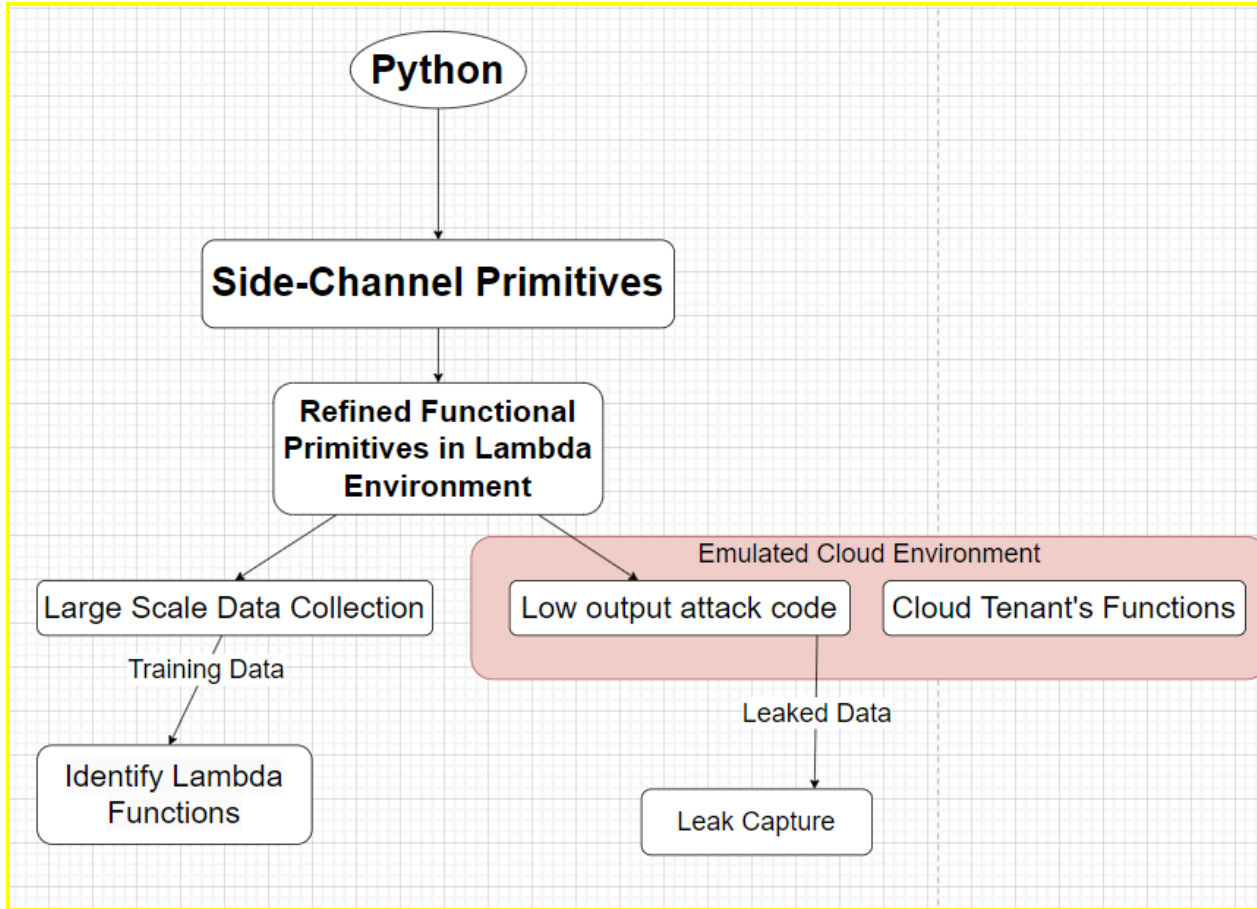 Python
Side-Channel Primitives
Refined Functional
Primitives in Lambda
Environment
Emulated Cloud Environment
Large Scale Data Collection
Low output attack code
Cloud Tenant's Functions
Training Data
Leaked Data
Identify Lambda
Functions
Leak Capture